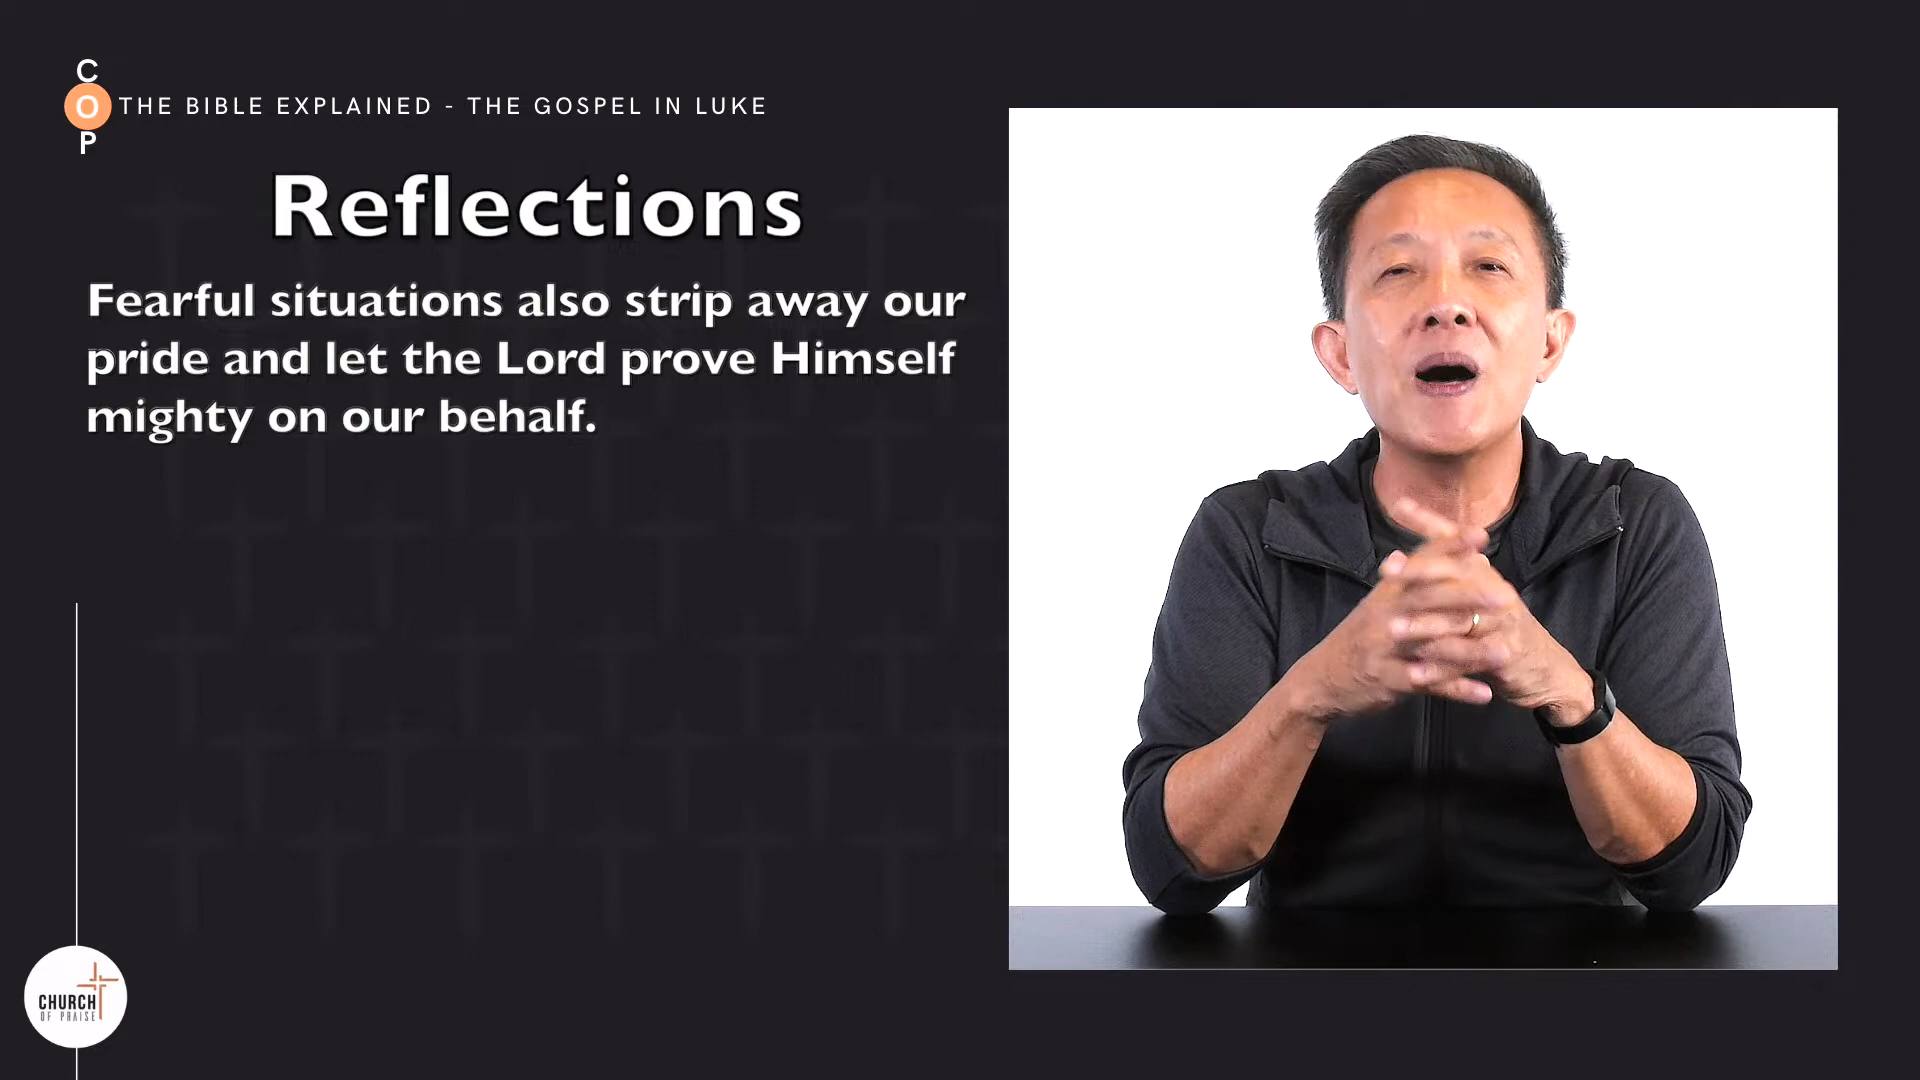 C
O
P
THE BIBLE EXPLAINED - THE GOSPEL IN LUKE
Reflections
Fearful situations also strip away our
pride and let the Lord prove Himself
mighty on our behalf.
CHURCH
OF PRAISE